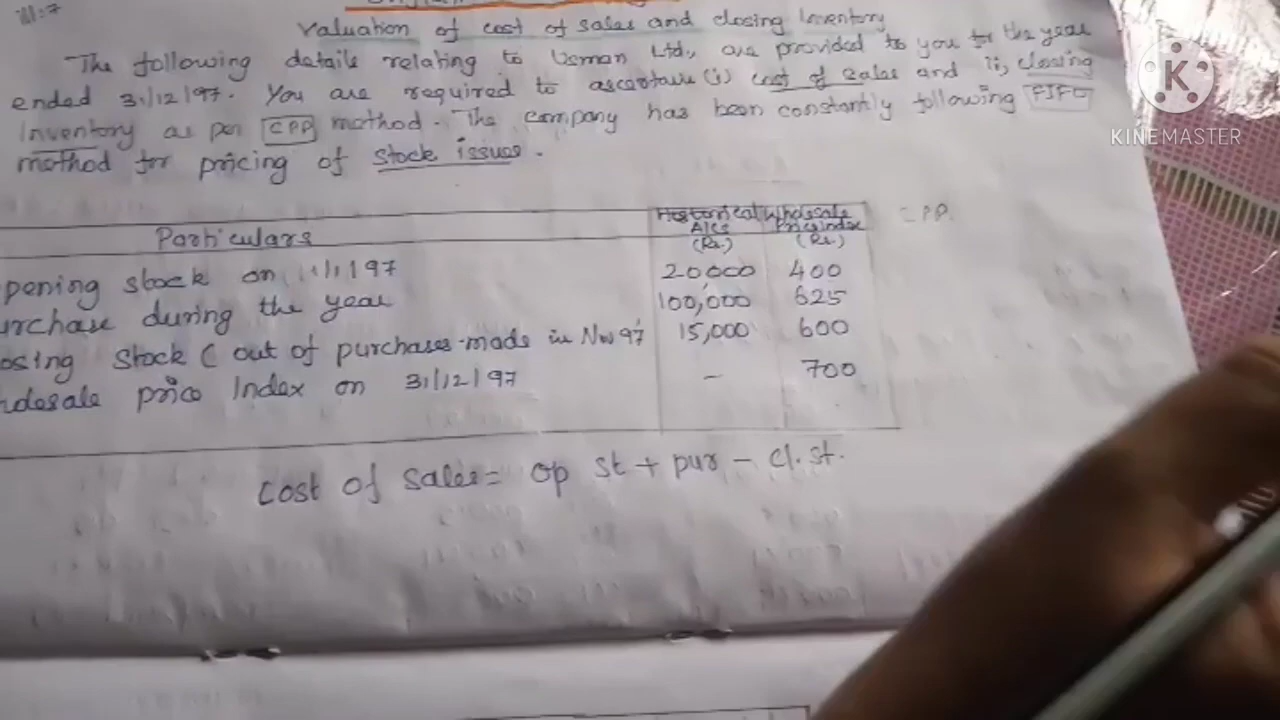 Valuation of cost of sales and closing Inventory
The following details relating to Usman Ltd, are provided to you for the year
ended 31/12/97. You are required to ascertain (i) cost of sales and ii, closing
Inventory as per CPP method. The company has been constantly following FIFO
method for pricing of stock issues.
Particulars Historical A/cs (Rs.) Wholesale Price index (Rs.) CPP.
pening stock on 1/1/97 20,000 400
urchase during the year 100,000 625
osing stock (out of purchases made in Nov 97 15,000 600
olesale price Index on 31/12/97 - 700
Cost of sales = op st + pur - cl. st.
KINEMASTER